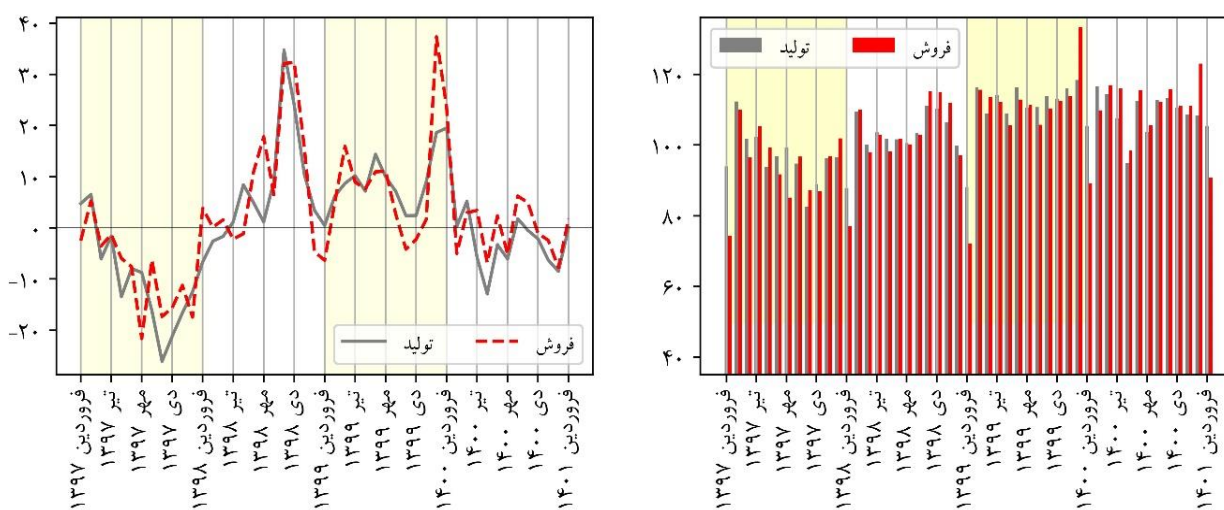 ۴۰
۳۰
۲۰
۱۰
۰
-۱۰
-۲۰
تولید
فروش
فروردین ۱۳۹۷
تیر ۱۳۹۷
مهر ۱۳۹۷
دی ۱۳۹۷
فروردین ۱۳۹۸
تیر ۱۳۹۸
مهر ۱۳۹۸
دی ۱۳۹۸
فروردین ۱۳۹۹
تیر ۱۳۹۹
مهر ۱۳۹۹
دی ۱۳۹۹
فروردین ۱۴۰۰
تیر ۱۴۰۰
مهر ۱۴۰۰
دی ۱۴۰۰
فروردین ۱۴۰۱
تولید
فروش
۱۲۰
۱۰۰
۸۰
۶۰
۴۰
فروردین ۱۳۹۷
تیر ۱۳۹۷
مهر ۱۳۹۷
دی ۱۳۹۷
فروردین ۱۳۹۸
تیر ۱۳۹۸
مهر ۱۳۹۸
دی ۱۳۹۸
فروردین ۱۳۹۹
تیر ۱۳۹۹
مهر ۱۳۹۹
دی ۱۳۹۹
فروردین ۱۴۰۰
تیر ۱۴۰۰
مهر ۱۴۰۰
دی ۱۴۰۰
فروردین ۱۴۰۱